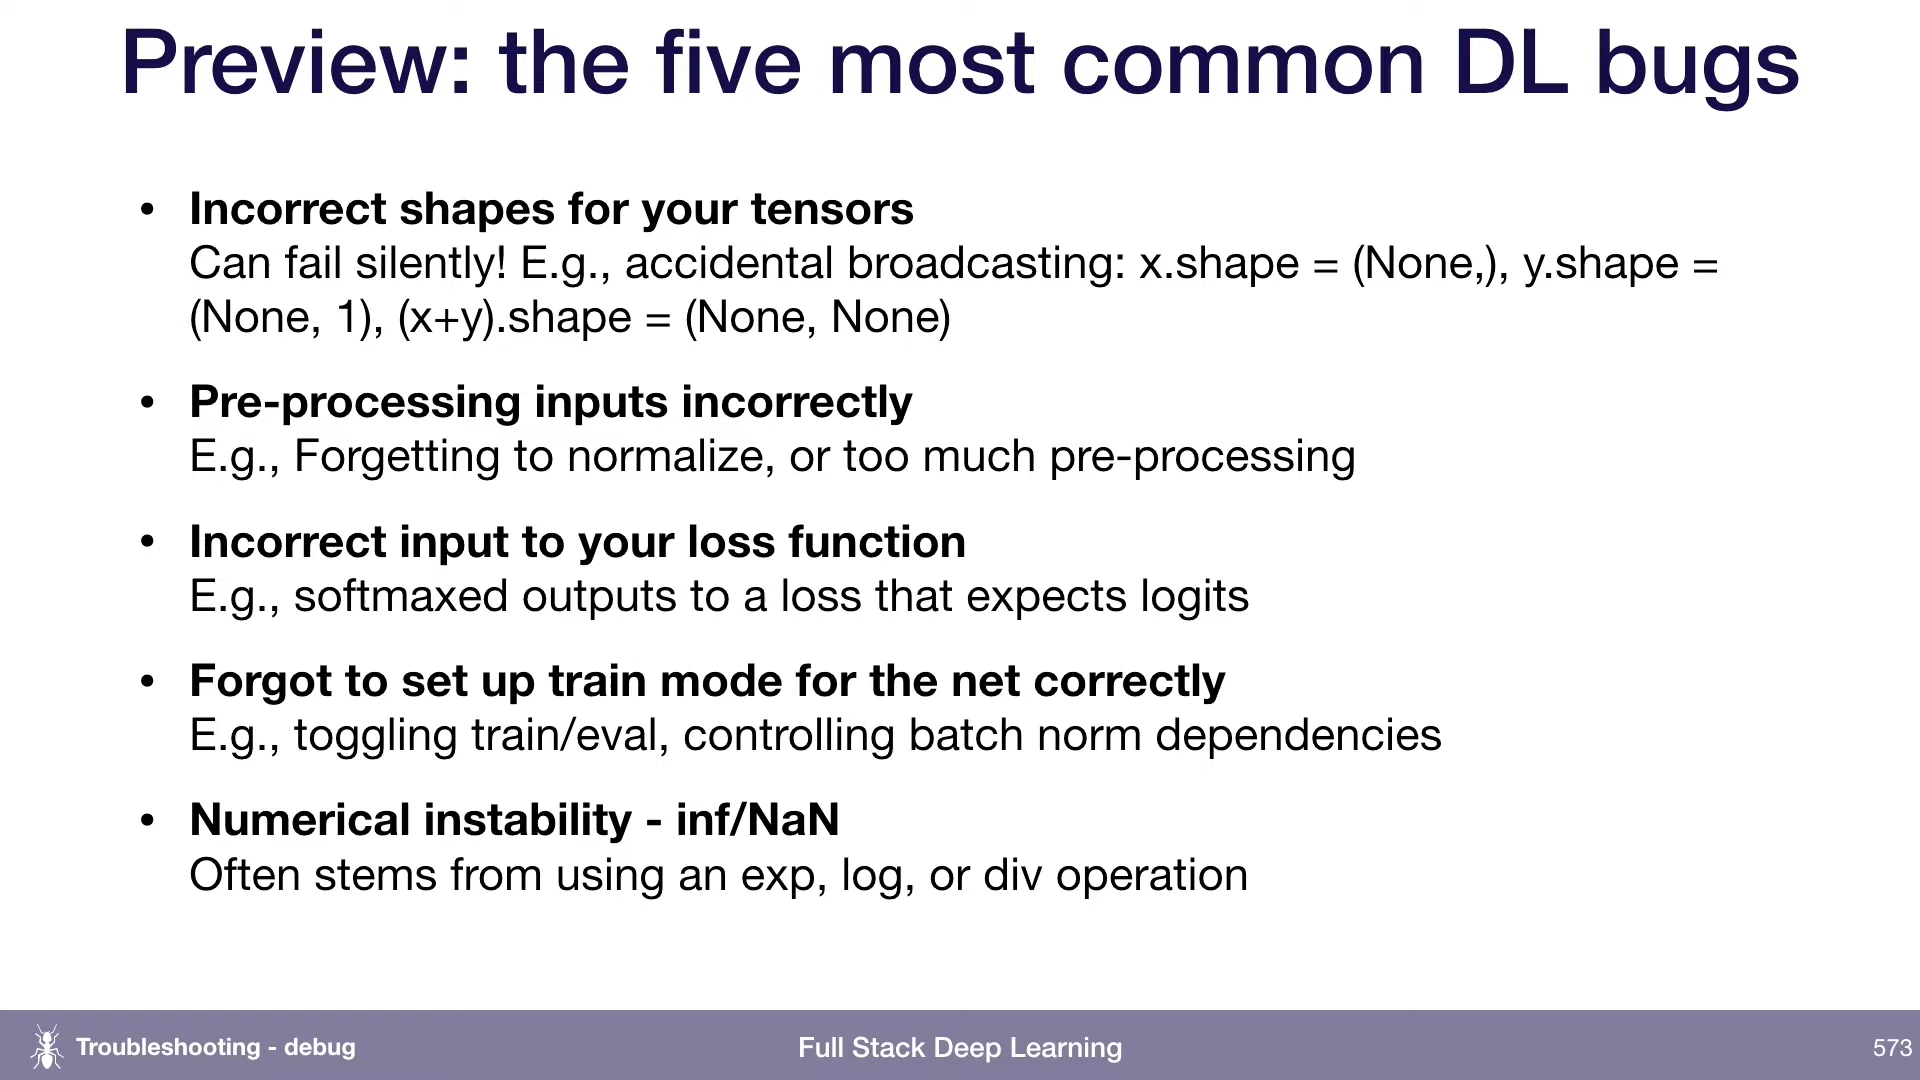 Preview: the five most common DL bugs
• Incorrect shapes for your tensors
Can fail silently! E.g., accidental broadcasting: x.shape = (None,), y.shape =
(None, 1), (x+y).shape = (None, None)
• Pre-processing inputs incorrectly
E.g., Forgetting to normalize, or too much pre-processing
• Incorrect input to your loss function
E.g., softmaxed outputs to a loss that expects logits
• Forgot to set up train mode for the net correctly
E.g., toggling train/eval, controlling batch norm dependencies
• Numerical instability - inf/NaN
Often stems from using an exp, log, or div operation
Troubleshooting - debug
Full Stack Deep Learning
573